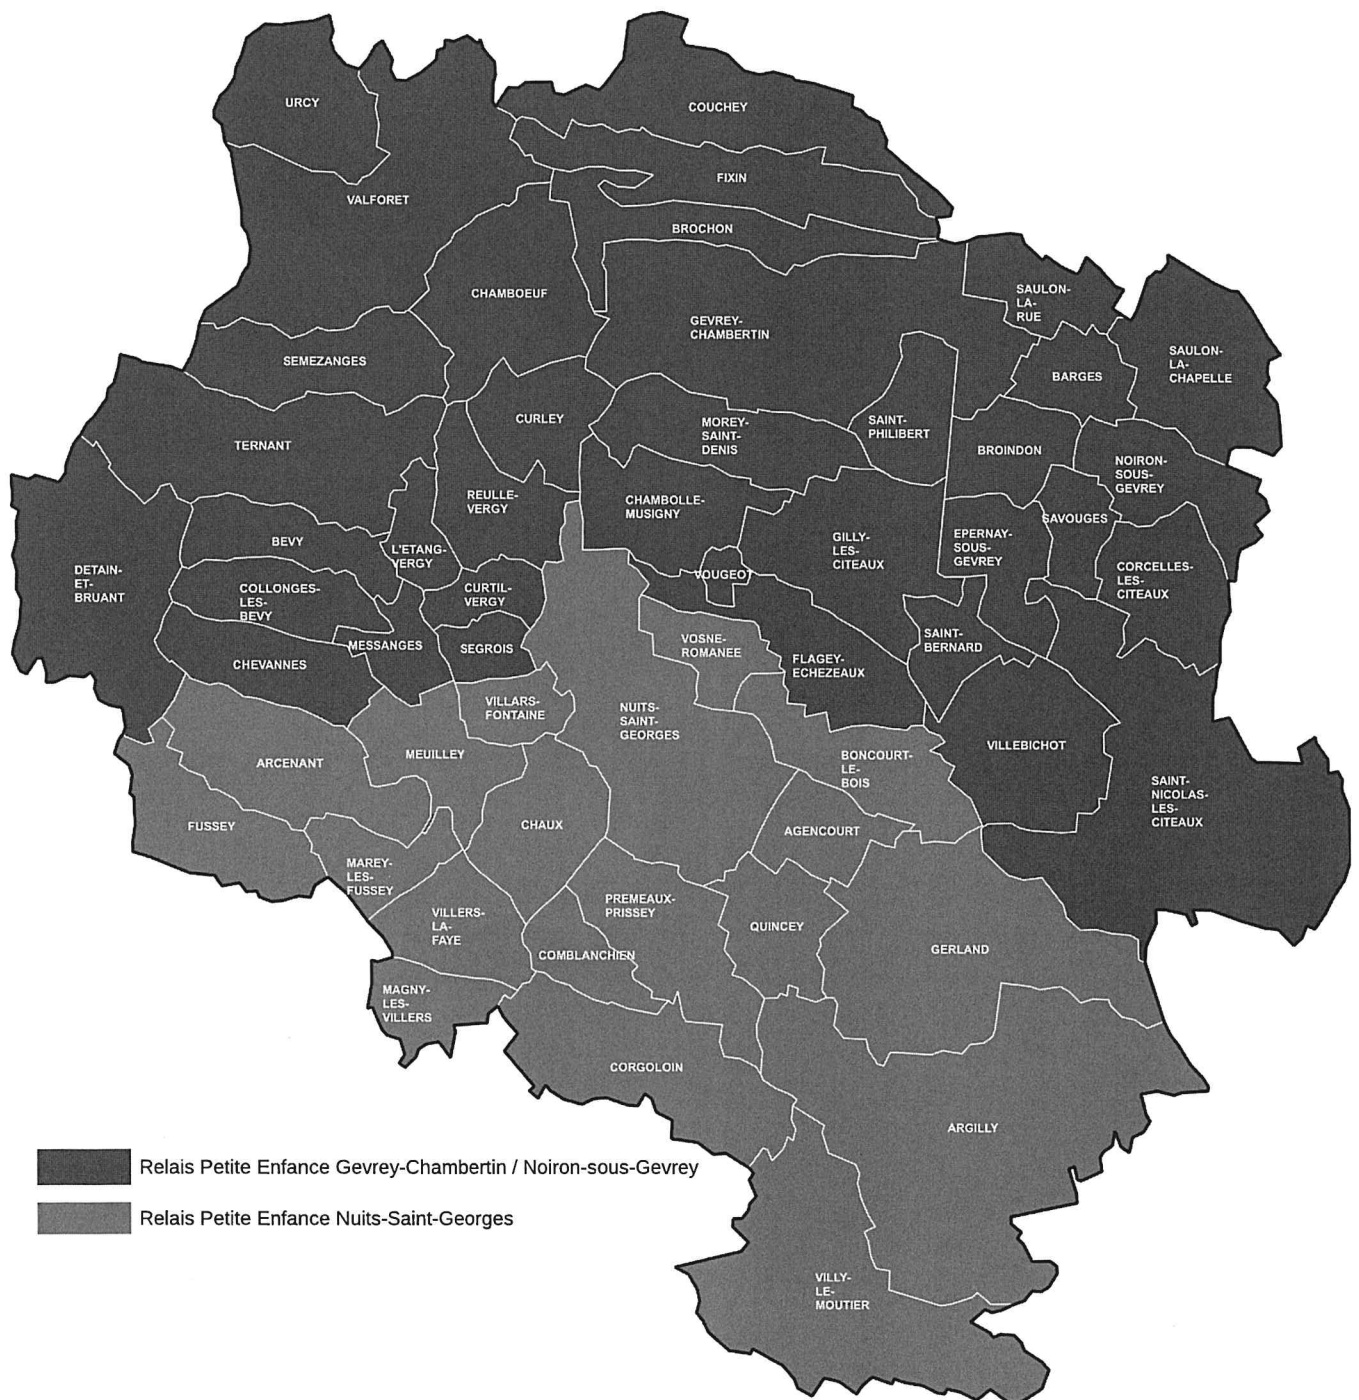 URCY
COUCHEY
FIXIN
VALFORET
BROCHON
CHAMBOEUF
SAULON-
LA-
RUE
GEVREY-
CHAMBERTIN
SAULON-
LA-
CHAPELLE
SEMEZANGES
BARGES
CURLEY
MOREY-
SAINT-
DENIS
SAINT-
PHILIBERT
TERNANT
BROINDON
NOIRON-
SOUS-
GEVREY
REULLE-
VERGY
CHAMBOLLE-
MUSIGNY
SAVOUGES
BEVY
L'ETANG-
VERGY
GILLY-
LES-
CITEAUX
EPERNAY-
SOUS-
GEVREY
CORCELLES-
LES-
CITEAUX
DETAIN-
ET-
BRUANT
VOUGEOT
COLLONGES-
LES-
BEVY
CURTIL-
VERGY
MESSANGES
SEGROIS
VOSNE-
ROMANEE
SAINT-
BERNARD
CHEVANNES
FLAGEY-
ECHEZEAUX
VILLARS-
FONTAINE
NUITS-
SAINT-
GEORGES
VILLEBICHOT
ARCENANT
MEUILLEY
BONCOURT-
LE-
BOIS
SAINT-
NICOLAS-
LES-
CITEAUX
FUSSEY
CHAUX
AGENCOURT
MAREY-
LES-
FUSSEY
PREMEAUX-
PRISSEY
VILLERS-
LA-
FAYE
QUINCEY
COMBLANCHIEN
GERLAND
MAGNY-
LES-
VILLERS
CORGOLOIN
ARGILLY
Relais Petite Enfance Gevrey-Chambertin / Noiron-sous-Gevrey
Relais Petite Enfance Nuits-Saint-Georges
VILLY-
LE-
MOUTIER